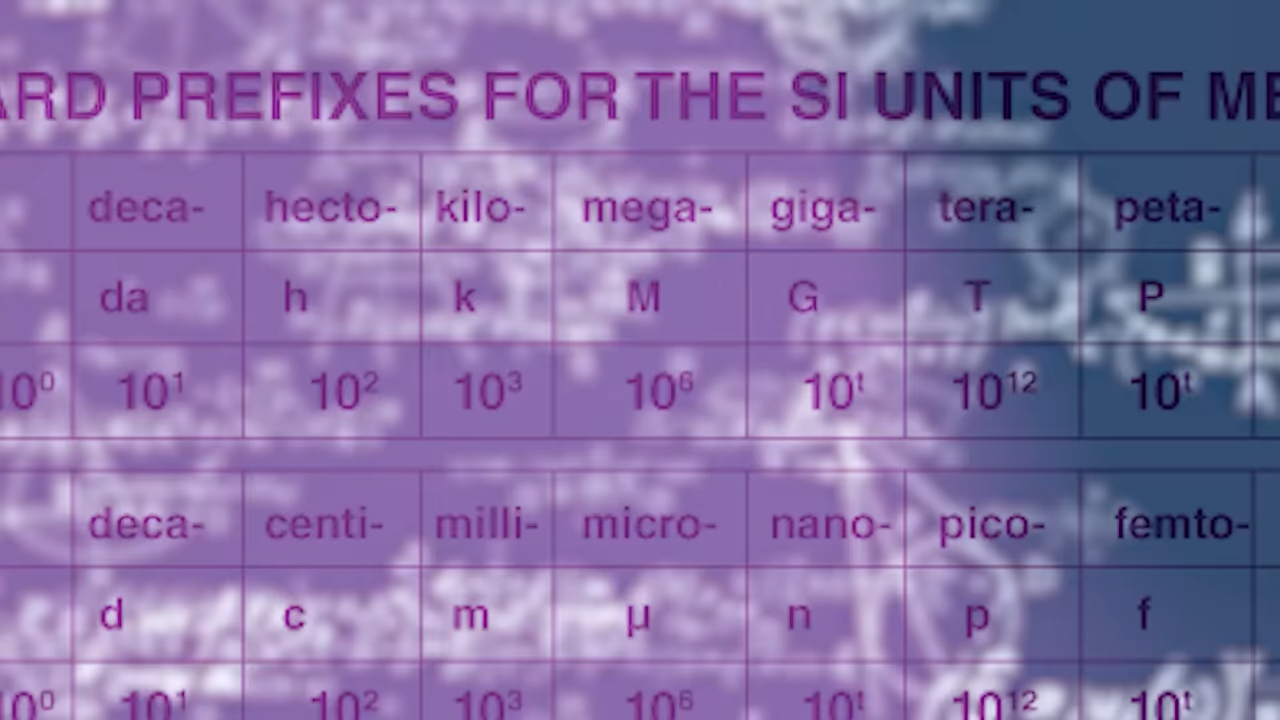 ARD PREFIXES FOR THE SI UNITS OF ME
deca- hecto- kilo- mega- giga- tera- peta-
da h k M G T P
10⁰ 10¹ 10² 10³ 10⁶ 10ᵗ 10¹² 10ᵗ
deca- centi- milli- micro- nano- pico- femto-
d c m µ n p f
10⁰ 10¹ 10² 10³ 10⁶ 10ᵗ 10¹² 10ᵗ